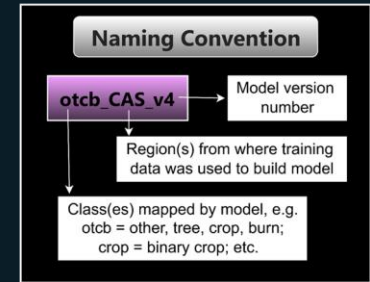 Naming Convention
otcb_CAS_v4
Model version
number
Region(s) from where training
data was used to build model
Class(es) mapped by model, e.g.
otcb = other, tree, crop, burn;
crop = binary crop; etc.